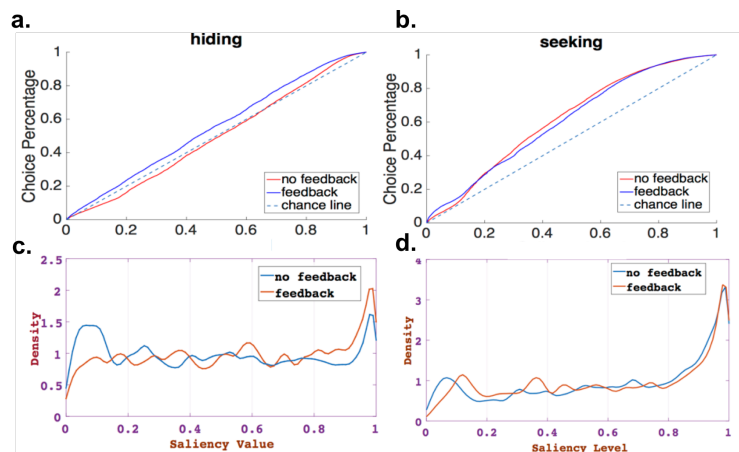 a.
hiding
Choice Percentage
1
0.8
0.6
0.4
0.2
0
0
0.2
0.4
0.6
0.8
1
no feedback
feedback
chance line
b.
seeking
Choice Percentage
1
0.8
0.6
0.4
0.2
0
0.2
0.4
0.6
0.8
1
no feedback
feedback
chance line
c.
Density
2.5
2
1.5
1
0.5
0
0
0.2
0.4
0.6
0.8
1
Saliency Value
no feedback
feedback
d.
Density
4
3
2
1
0
0
0.2
0.4
0.6
0.8
1
Saliency Level
no feedback
feedback